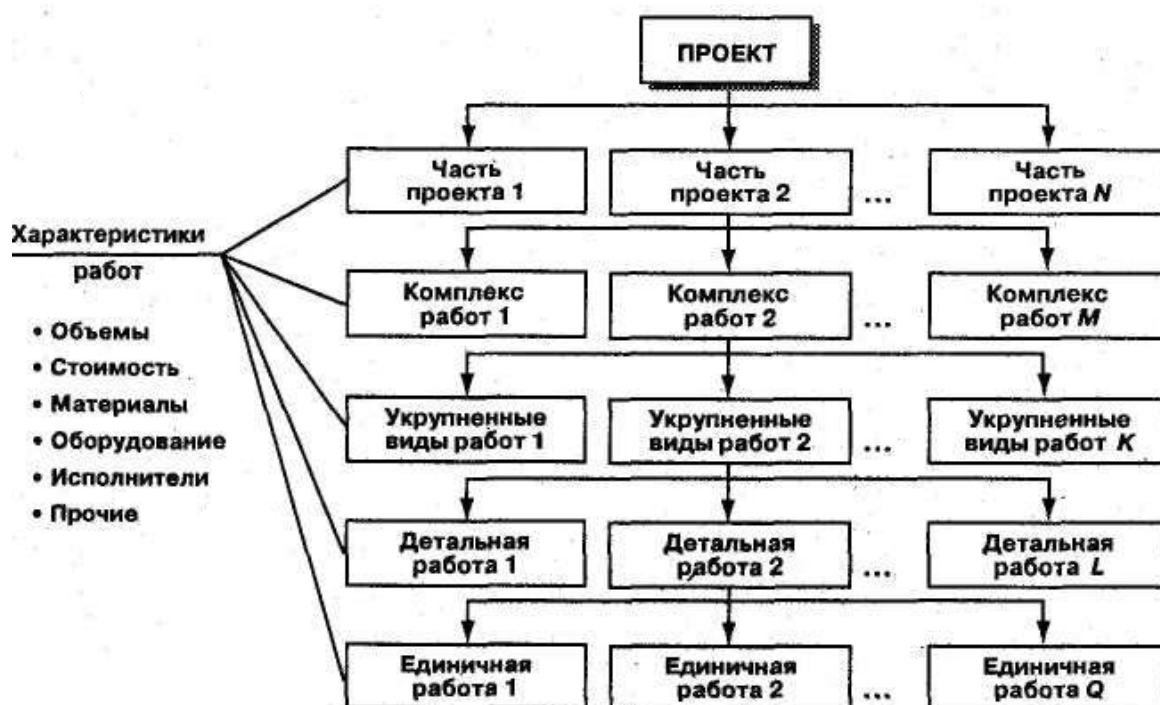 ПРОЕКТ
Часть
проекта 1
Часть
проекта 2
...
Часть
проекта N
Характеристики
работ
• Объемы
• Стоимость
• Материалы
• Оборудование
• Исполнители
• Прочие
Комплекс
работ 1
Комплекс
работ 2
...
Комплекс
работ M
Укрупненные
виды работ 1
Укрупненные
виды работ 2
...
Укрупненные
виды работ K
Детальная
работа 1
Детальная
работа 2
...
Детальная
работа L
Единичная
работа 1
Единичная
работа 2
...
Единичная
работа Q